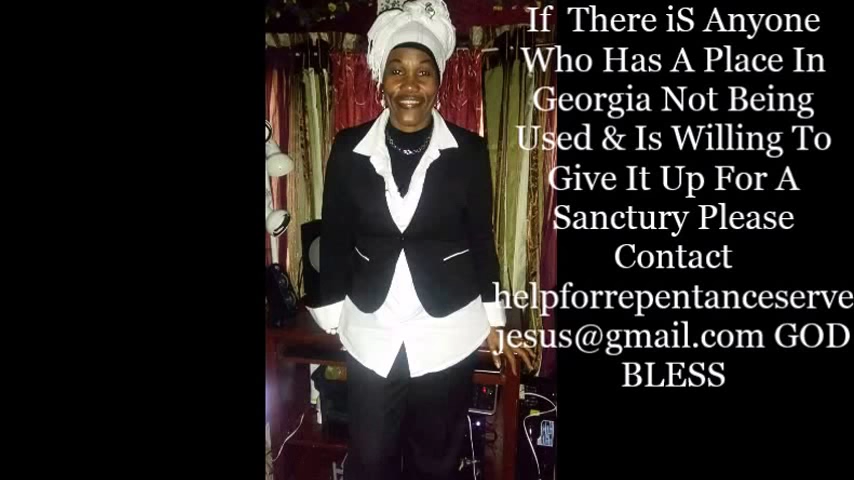 If There iS Anyone
Who Has A Place In
Georgia Not Being
Used & Is Willing To
Give It Up For A
Sanctury Please
Contact
helpforrepentanceserve
jesus@gmail.com GOD
BLESS